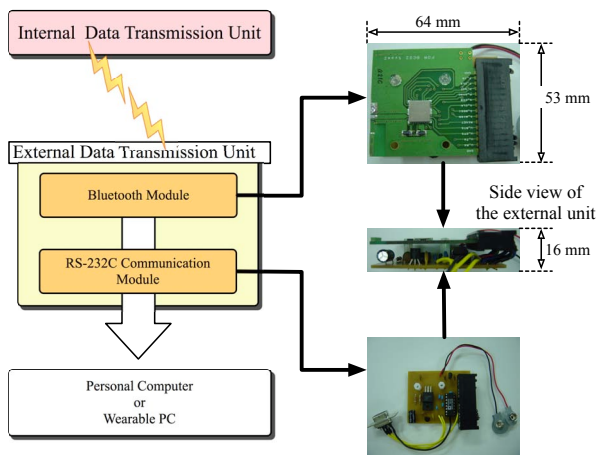 Internal Data Transmission Unit
External Data Transmission Unit
Bluetooth Module
RS-232C Communication
Module
Personal Computer
or
Wearable PC
64 mm
53 mm
Side view of
the external unit
16 mm